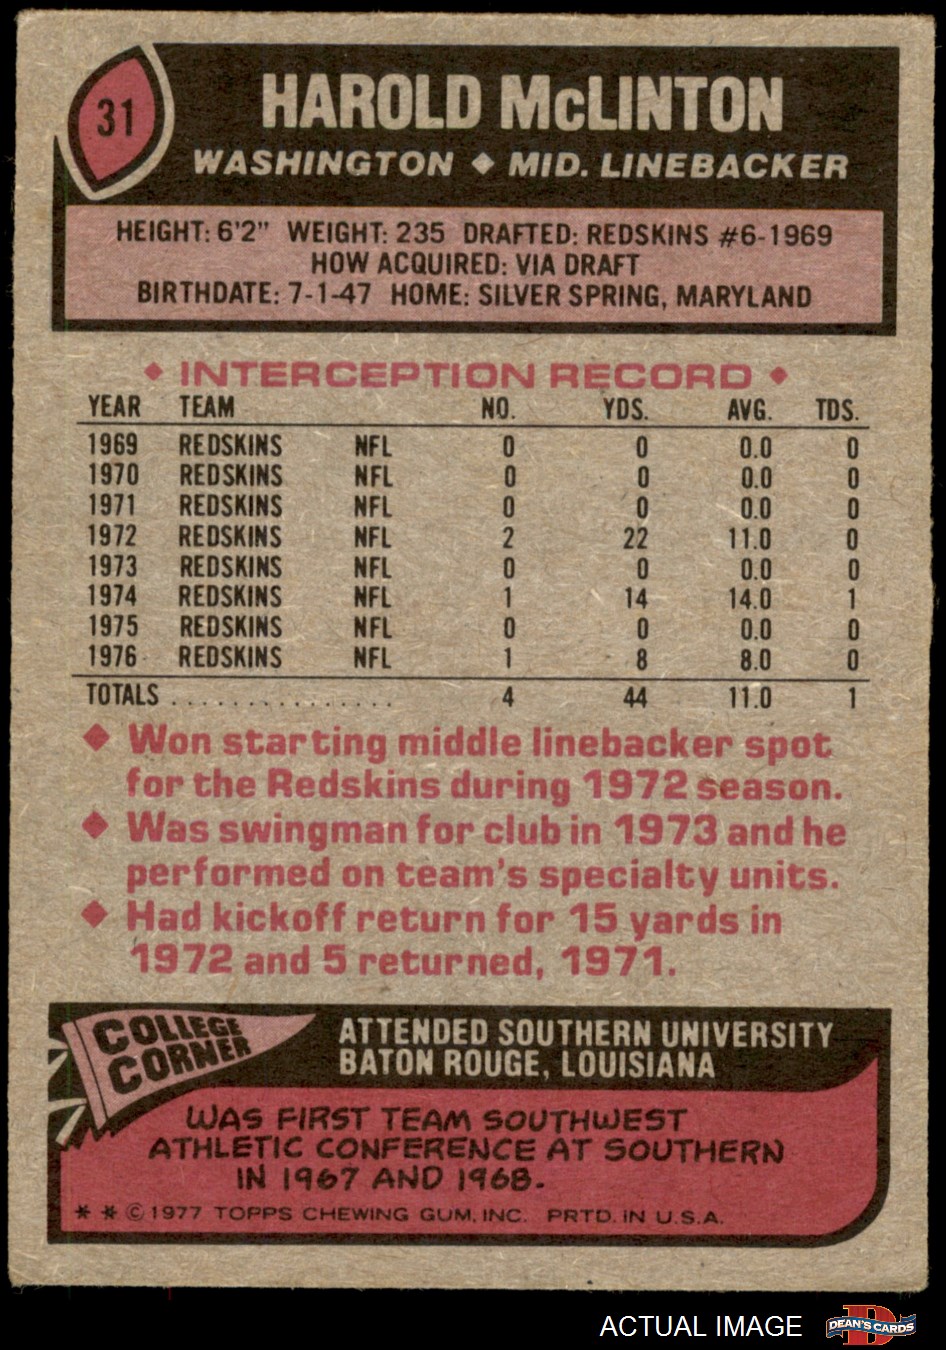 31
HAROLD McLINTON
WASHINGTON ◆ MID. LINEBACKER
HEIGHT: 6'2" WEIGHT: 235 DRAFTED: REDSKINS #6-1969
HOW ACQUIRED: VIA DRAFT
BIRTHDATE: 7-1-47 HOME: SILVER SPRING, MARYLAND
◆ INTERCEPTION RECORD ◆
YEAR TEAM NO. YDS. AVG. TDS.
1969 REDSKINS NFL 0 0 0.0 0
1970 REDSKINS NFL 0 0 0.0 0
1971 REDSKINS NFL 0 0 0.0 0
1972 REDSKINS NFL 2 22 11.0 0
1973 REDSKINS NFL 0 0 0.0 0
1974 REDSKINS NFL 1 14 14.0 1
1975 REDSKINS NFL 0 0 0.0 0
1976 REDSKINS NFL 1 8 8.0 0
TOTALS . . . . . . . . . . . . . . . 4 44 11.0 1
◆ Won starting middle linebacker spot
for the Redskins during 1972 season.
◆ Was swingman for club in 1973 and he
performed on team's specialty units.
◆ Had kickoff return for 15 yards in
1972 and 5 returned, 1971.
COLLEGE
CORNER
ATTENDED SOUTHERN UNIVERSITY
BATON ROUGE, LOUISIANA
WAS FIRST TEAM SOUTHWEST
ATHLETIC CONFERENCE AT SOUTHERN
IN 1967 AND 1968.
* * © 1977 TOPPS CHEWING GUM, INC. PRTD. IN U.S.A.
ACTUAL IMAGE
D
DEAN'S CARDS